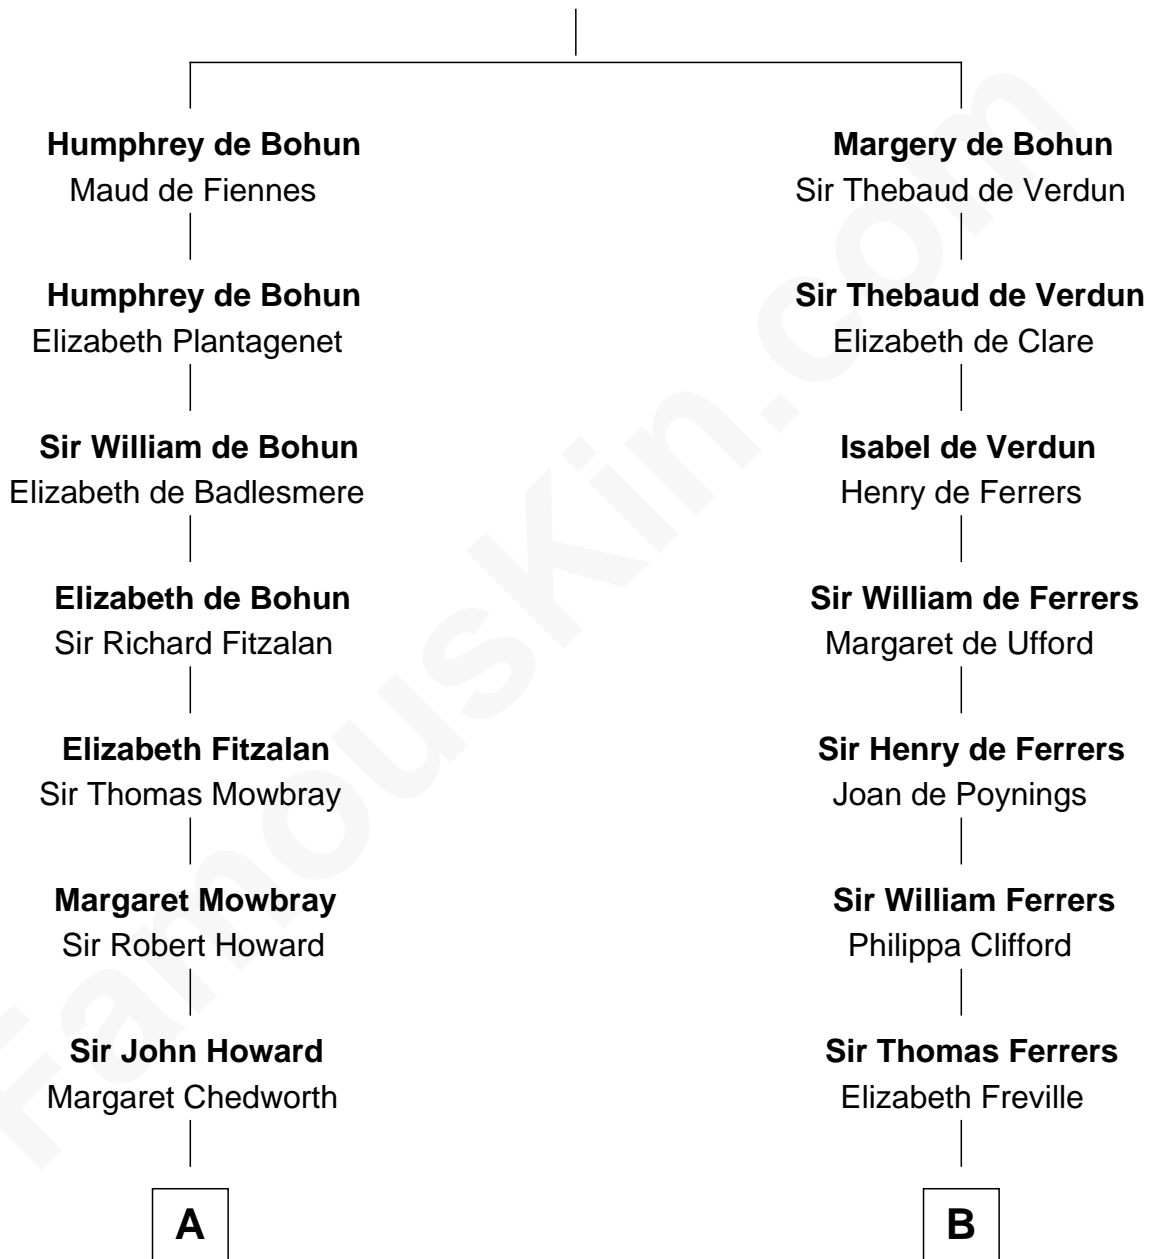 Humphrey de Bohun
Maud de Fiennes
Margery de Bohun
Sir Thebaud de Verdun
Humphrey de Bohun
Elizabeth Plantagenet
Sir Thebaud de Verdun
Elizabeth de Clare
Sir William de Bohun
Elizabeth de Badlesmere
Isabel de Verdun
Henry de Ferrers
Elizabeth de Bohun
Sir Richard Fitzalan
Sir William de Ferrers
Margaret de Ufford
Elizabeth Fitzalan
Sir Thomas Mowbray
Sir Henry de Ferrers
Joan de Poynings
Margaret Mowbray
Sir Robert Howard
Sir William Ferrers
Philippa Clifford
Sir John Howard
Margaret Chedworth
Sir Thomas Ferrers
Elizabeth Freville
A
B
FamousKin.com